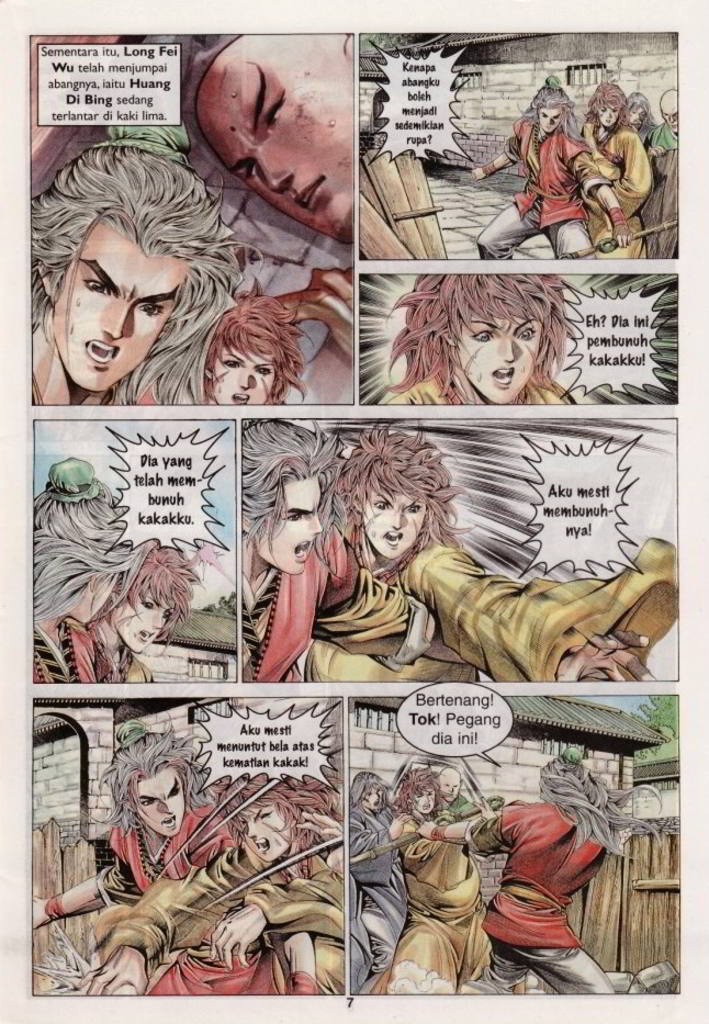 Sementara itu, Long Fei
Wu telah menjumpai
abangnya, iaitu Huang
Di Bing sedang
terlantar di kaki lima.
Kenapa
abangku
boleh
menjadi
sedemikian
rupa?
Eh? Dia ini
pembunuh
kakakku!
Dia yang
telah mem-
bunuh
kakakku.
Aku mesti
membunuh-
nya!
Aku mesti
menuntut bela atas
kematian kakak!
Bertenang!
Tok! Pegang
dia ini!
7